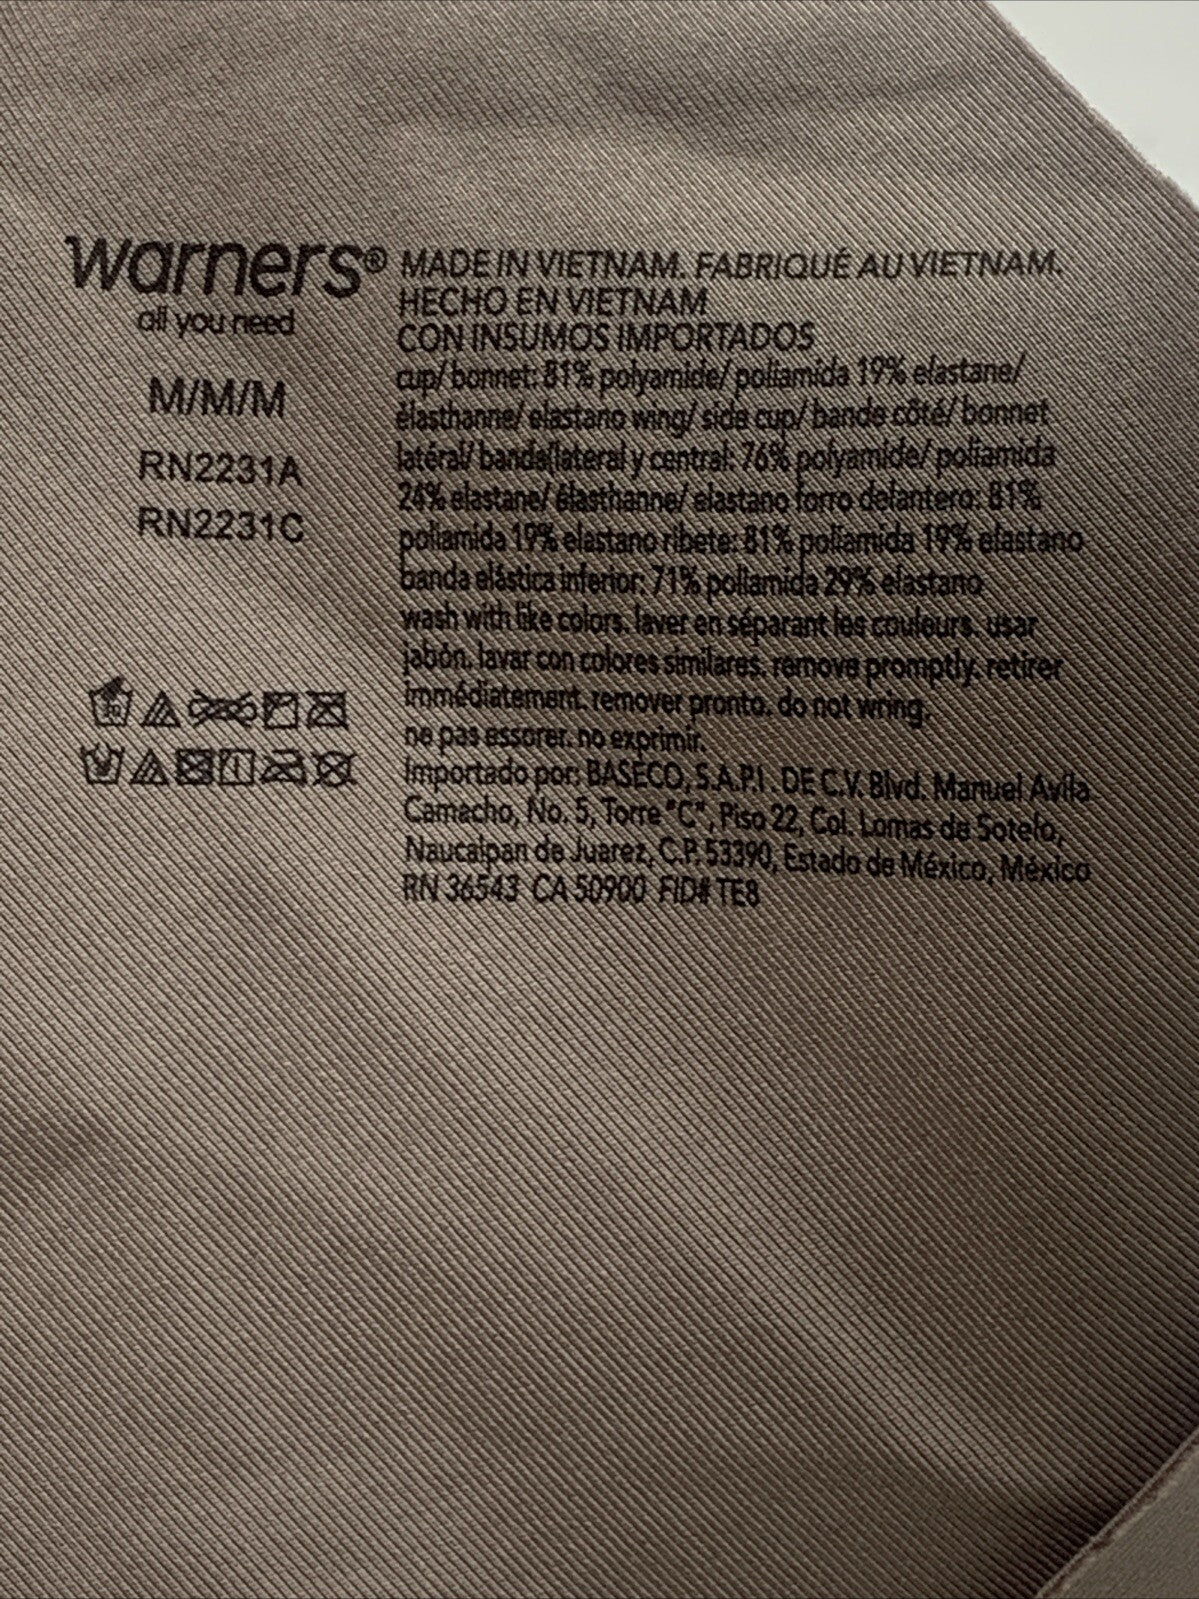 warners®
all you need
M/M/M
RN2231A
RN2231C
MADE IN VIETNAM. FABRIQUÉ AU VIETNAM.
HECHO EN VIETNAM
CON INSUMOS IMPORTADOS
cup/ bonnet: 81% polyamide/ poliamida 19% elastane/
élasthanne/ elastano wing/ side cup/ bande côté/ bonnet
latéral/ banda lateral y central: 76% polyamide/ poliamida
24% elastane/ élasthanne/ elastano forro delantero: 81%
poliamida 19% elastano ribete: 81% poliamida 19% elastano
banda elástica inferior: 71% poliamida 29% elastano
wash with like colors. laver en séparant les couleurs. usar
jabón. lavar con colores similares. remove promptly. retirer
immédiatement. remover pronto. do not wring.
ne pas essorer. no exprimir.
Importado por: BASECO, S.A.P.I. DE C.V. Blvd. Manuel Avila
Camacho, No. 5, Torre "C", Piso 22, Col. Lomas de Sotelo,
Naucalpan de Juarez, C.P. 53390, Estado de México, México
RN 36543 CA 50900 FID# TE8